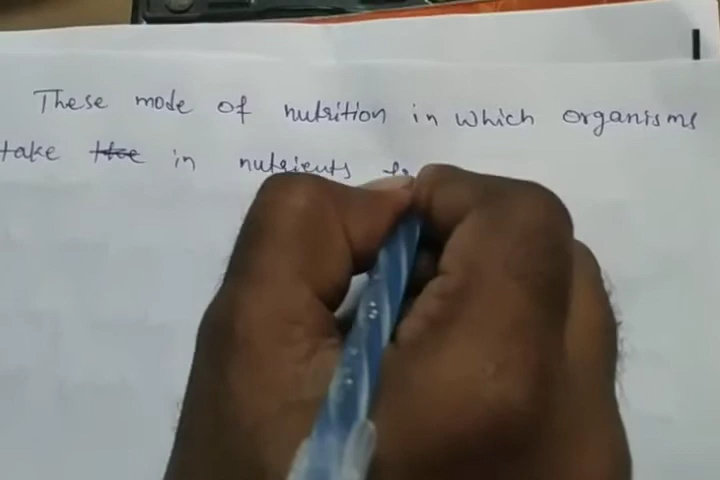 These mode of nutrition in which organisms
take in nutrients